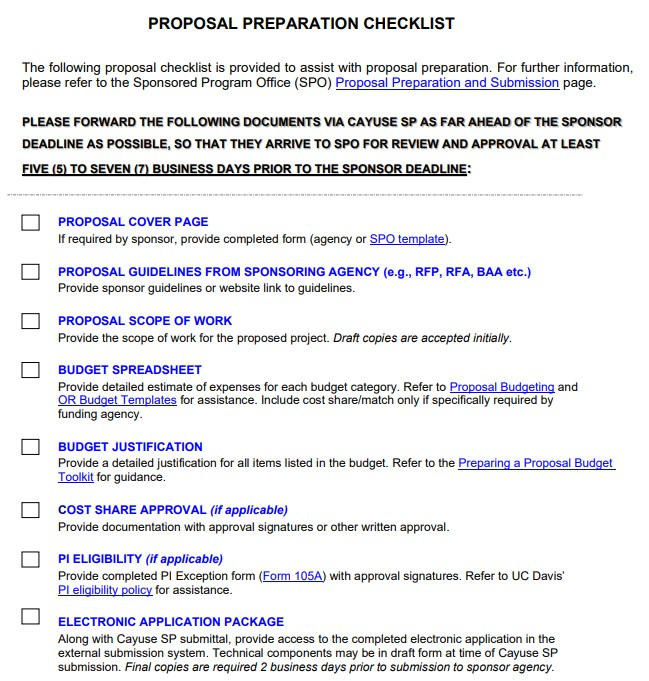 PROPOSAL PREPARATION CHECKLIST
The following proposal checklist is provided to assist with proposal preparation. For further information,
please refer to the Sponsored Program Office (SPO) Proposal Preparation and Submission page.
PLEASE FORWARD THE FOLLOWING DOCUMENTS VIA CAYUSE SP AS FAR AHEAD OF THE SPONSOR
DEADLINE AS POSSIBLE, SO THAT THEY ARRIVE TO SPO FOR REVIEW AND APPROVAL AT LEAST
FIVE (5) TO SEVEN (7) BUSINESS DAYS PRIOR TO THE SPONSOR DEADLINE:
PROPOSAL COVER PAGE
If required by sponsor, provide completed form (agency or SPO template).
PROPOSAL GUIDELINES FROM SPONSORING AGENCY (e.g., RFP, RFA, BAA etc.)
Provide sponsor guidelines or website link to guidelines.
PROPOSAL SCOPE OF WORK
Provide the scope of work for the proposed project. Draft copies are accepted initially.
BUDGET SPREADSHEET
Provide detailed estimate of expenses for each budget category. Refer to Proposal Budgeting and
OR Budget Templates for assistance. Include cost share/match only if specifically required by
funding agency.
BUDGET JUSTIFICATION
Provide a detailed justification for all items listed in the budget. Refer to the Preparing a Proposal Budget
Toolkit for guidance.
COST SHARE APPROVAL (if applicable)
Provide documentation with approval signatures or other written approval.
PI ELIGIBILITY (if applicable)
Provide completed PI Exception form (Form 105A) with approval signatures. Refer to UC Davis'
PI eligibility policy for assistance.
ELECTRONIC APPLICATION PACKAGE
Along with Cayuse SP submittal, provide access to the completed electronic application in the
external submission system. Technical components may be in draft form at time of Cayuse SP
submission. Final copies are required 2 business days prior to submission to sponsor agency.